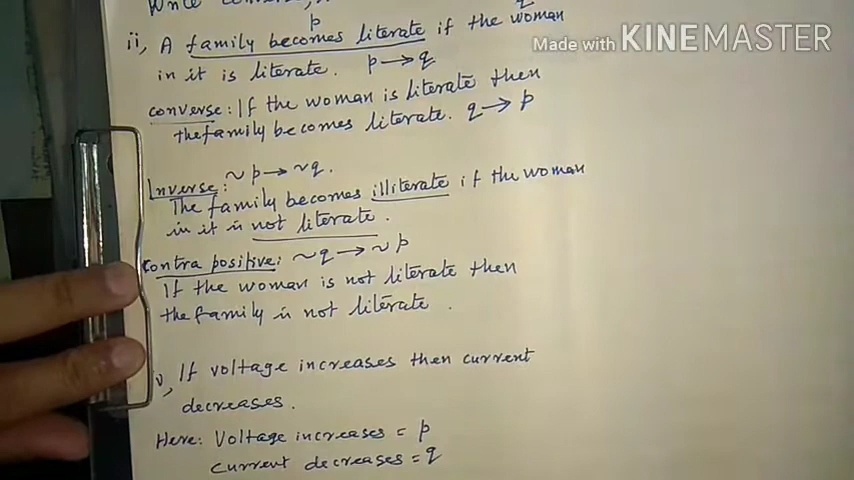 Write converse,
p
q
ii, A family becomes literate if the woman
Made with KINEMASTER
in it is literate. p → q
converse: If the woman is literate then
the family becomes literate. q → p
Inverse: ~p → ~q.
The family becomes illiterate if the woman
in it is not literate.
contra positive: ~q → ~p
If the woman is not literate then
the family is not literate.
v, If voltage increases then current
decreases.
Here: Voltage increases = p
current decreases = q